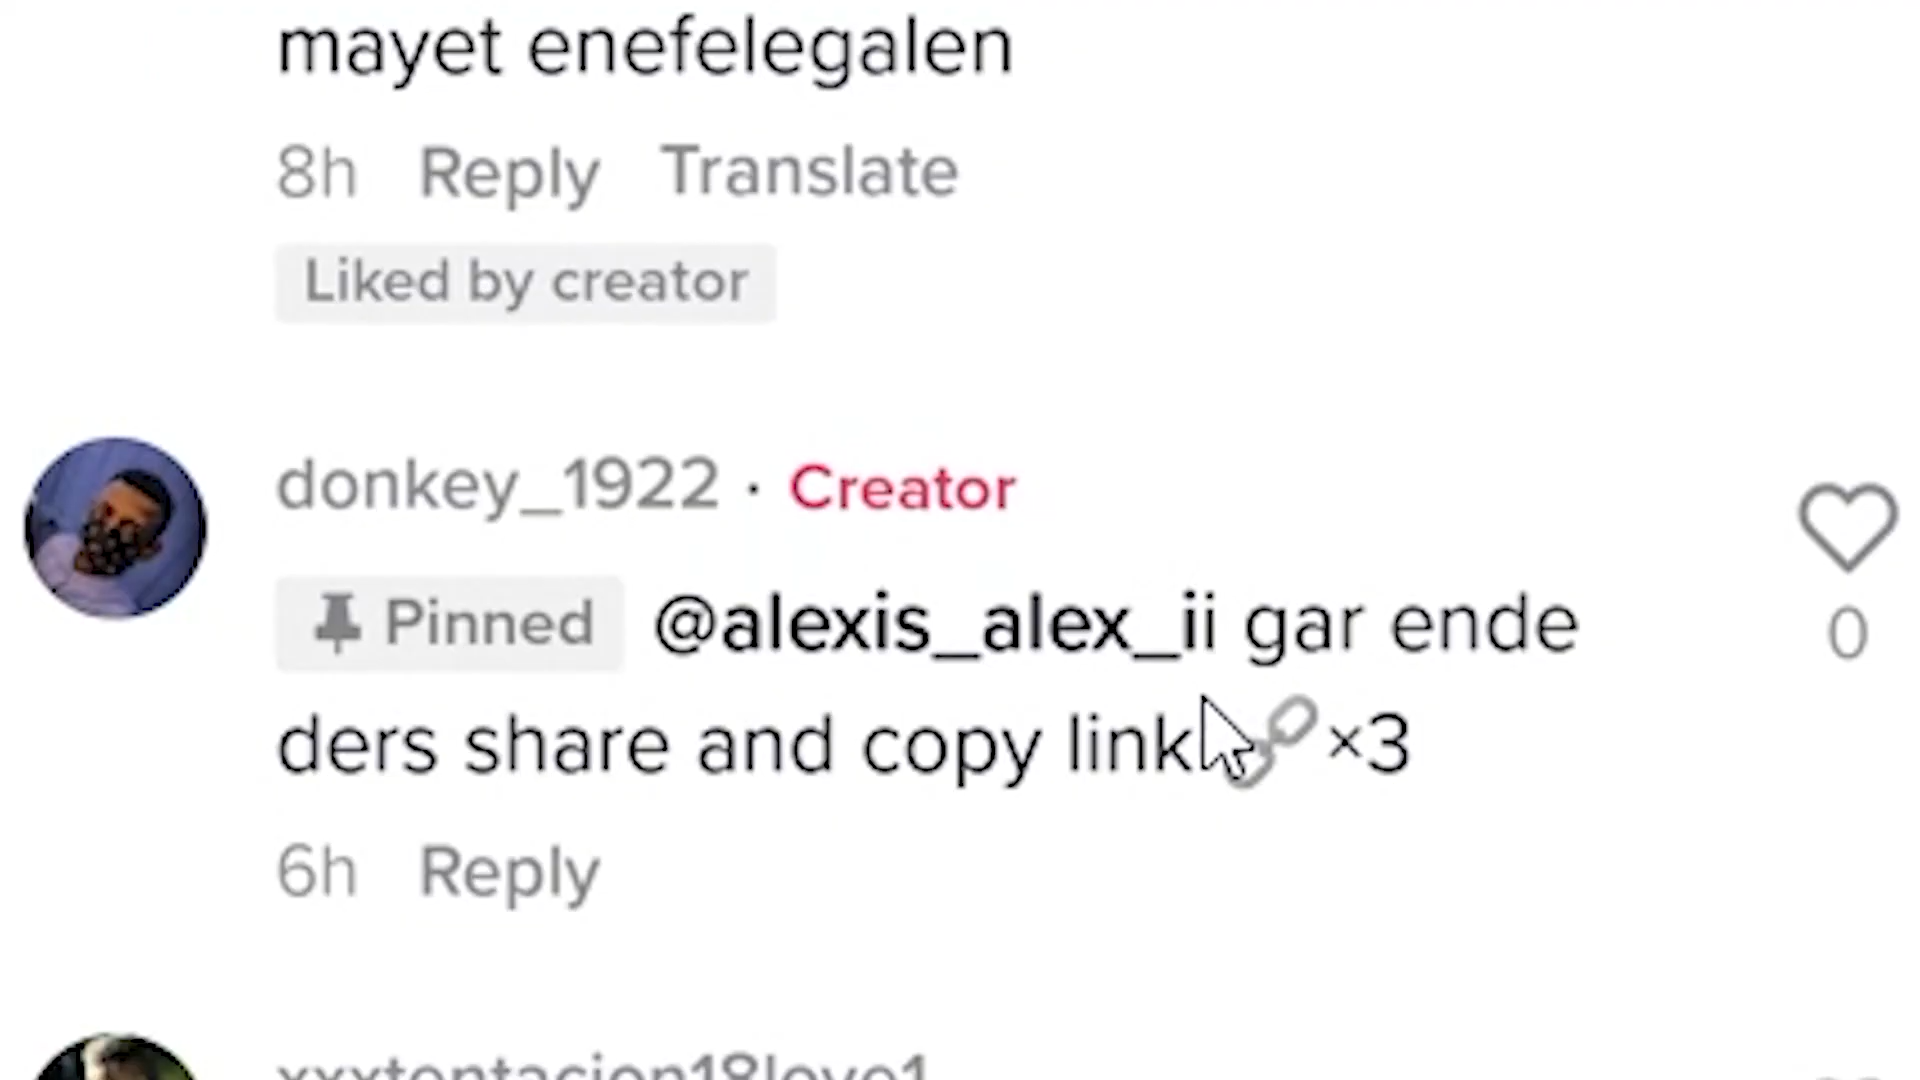 mayet enefelegalen
8h Reply Translate
Liked by creator
donkey_1922 · Creator
Pinned @alexis_alex_ii gar ende
ders share and copy link🔗×3
0
6h Reply
xxxtentacion18love1